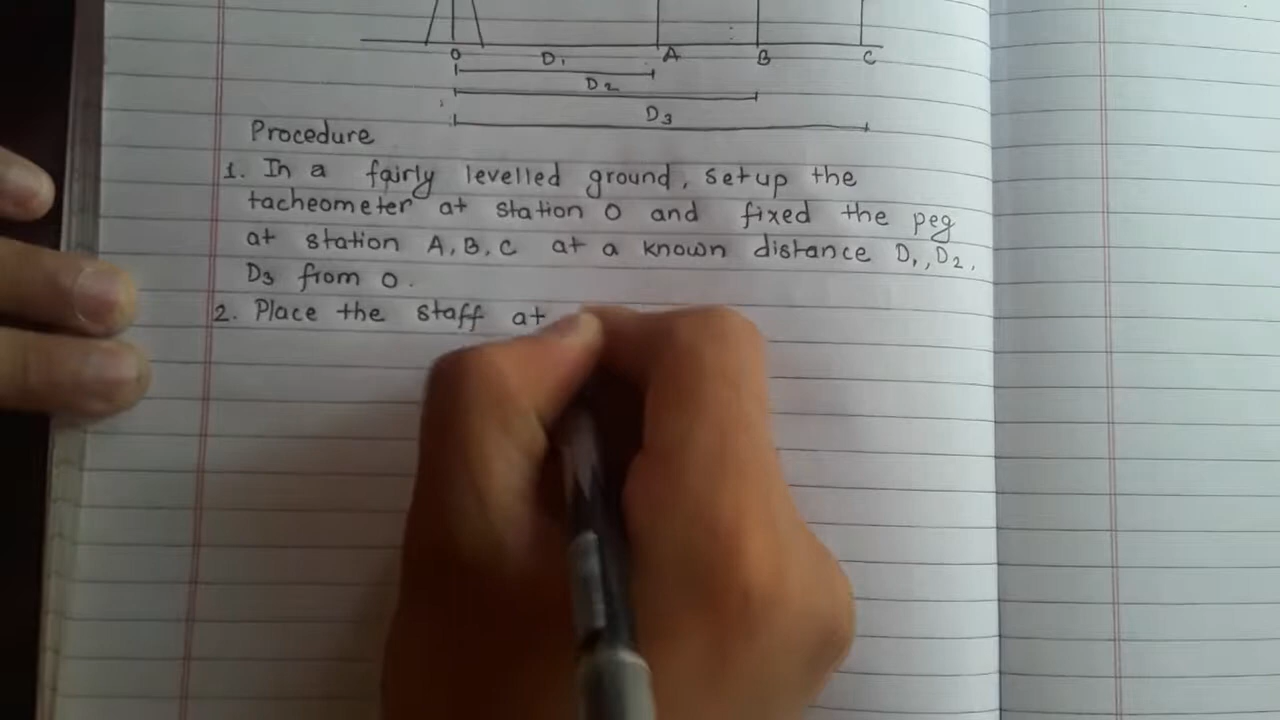 O D1 A B C
D2
D3
Procedure
1. In a fairly levelled ground, setup the
tacheometer at station O and fixed the peg
at station A, B, C at a known distance D1, D2,
D3 from O.
2. Place the staff at